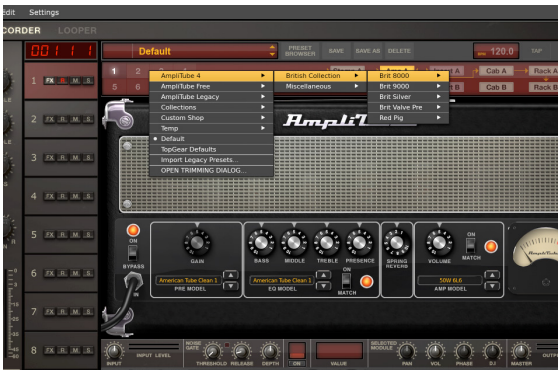 Edit Settings
CORDER LOOPER
Default PRESET BROWSER SAVE SAVE AS DELETE 120.0 TAP
1 2 Amp A Cab A Rack A
5 6 Cab B Rack B
AmpliTube 4
AmpliTube Free
AmpliTube Legacy
Collections
Custom Shop
Temp
Default
TopGear Defaults
Import Legacy Presets...
OPEN TRIMMING DIALOG...
British Collection
Miscellaneous
Brit 8000
Brit 9000
Brit Silver
Brit Valve Pre
Red Pig
1 FX R M S
2 FX R M S
3 FX R M S
4 FX R M S
5 FX R M S
6 FX R M S
7 FX R M S
8 FX R M S
ON
BYPASS
IN
GAIN
American Tube Clean 1
PRE MODEL
BASS MIDDLE TREBLE PRESENCE
American Tube Clean 1
EQ MODEL
ON
MATCH
SPRING REVERB
VOLUME
ON
MATCH
50W 6L6
AMP MODEL
INPUT INPUT LEVEL NOISE GATE THRESHOLD RELEASE DEPTH ON VALUE SELECTED MODULE PAN VOL PHASE D.I MASTER OUTPU